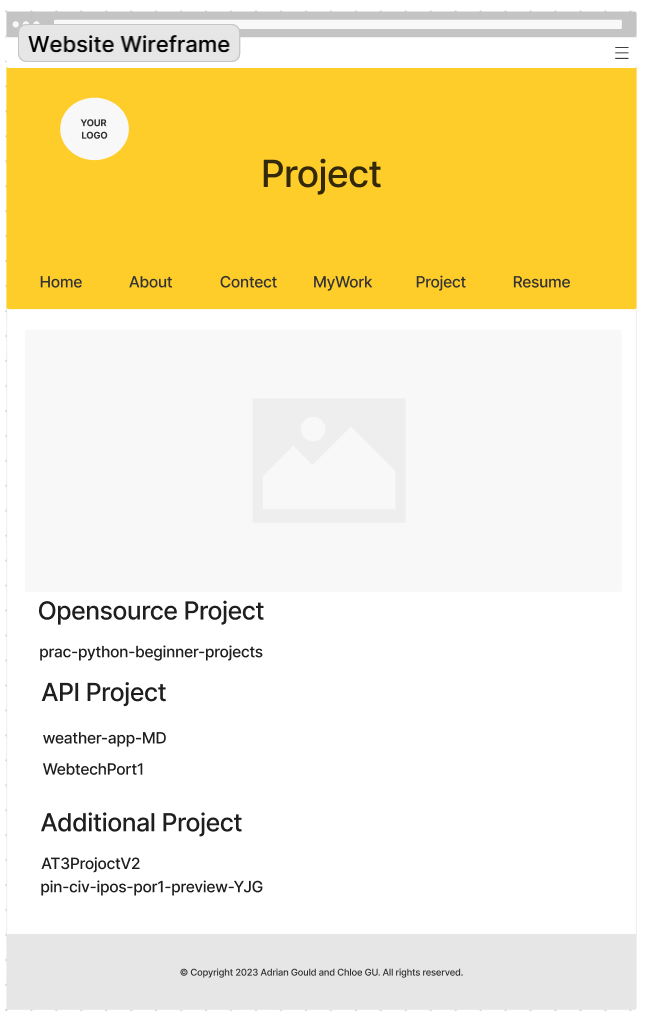 Website Wireframe
YOUR
LOGO
Project
Home About Contect MyWork Project Resume
Opensource Project
prac-python-beginner-projects
API Project
weather-app-MD
WebtechPort1
Additional Project
AT3ProjoctV2
pin-civ-ipos-por1-preview-YJG
© Copyright 2023 Adrian Gould and Chloe GU. All rights reserved.